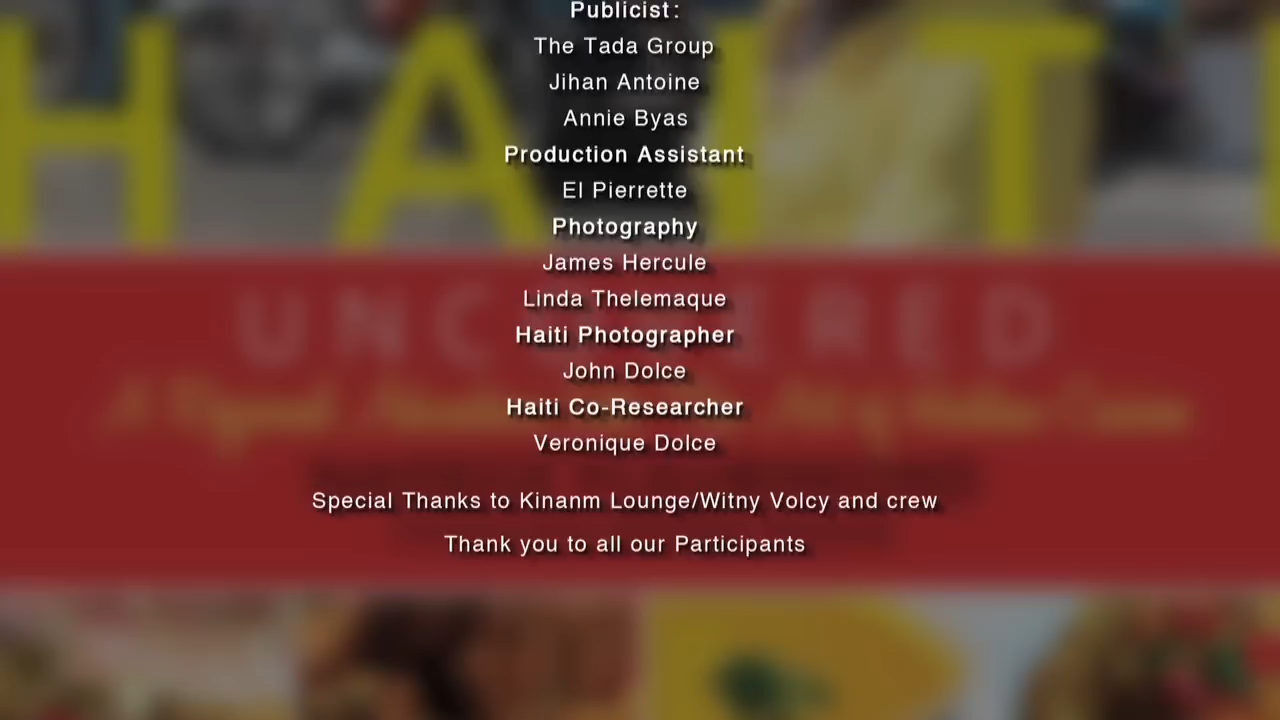 Publicist:
The Tada Group
Jihan Antoine
Annie Byas
Production Assistant
El Pierrette
Photography
James Hercule
Linda Thelemaque
Haiti Photographer
John Dolce
Haiti Co-Researcher
Veronique Dolce
Special Thanks to Kinanm Lounge/Witny Volcy and crew
Thank you to all our Participants
HAITI
UNCOVERED